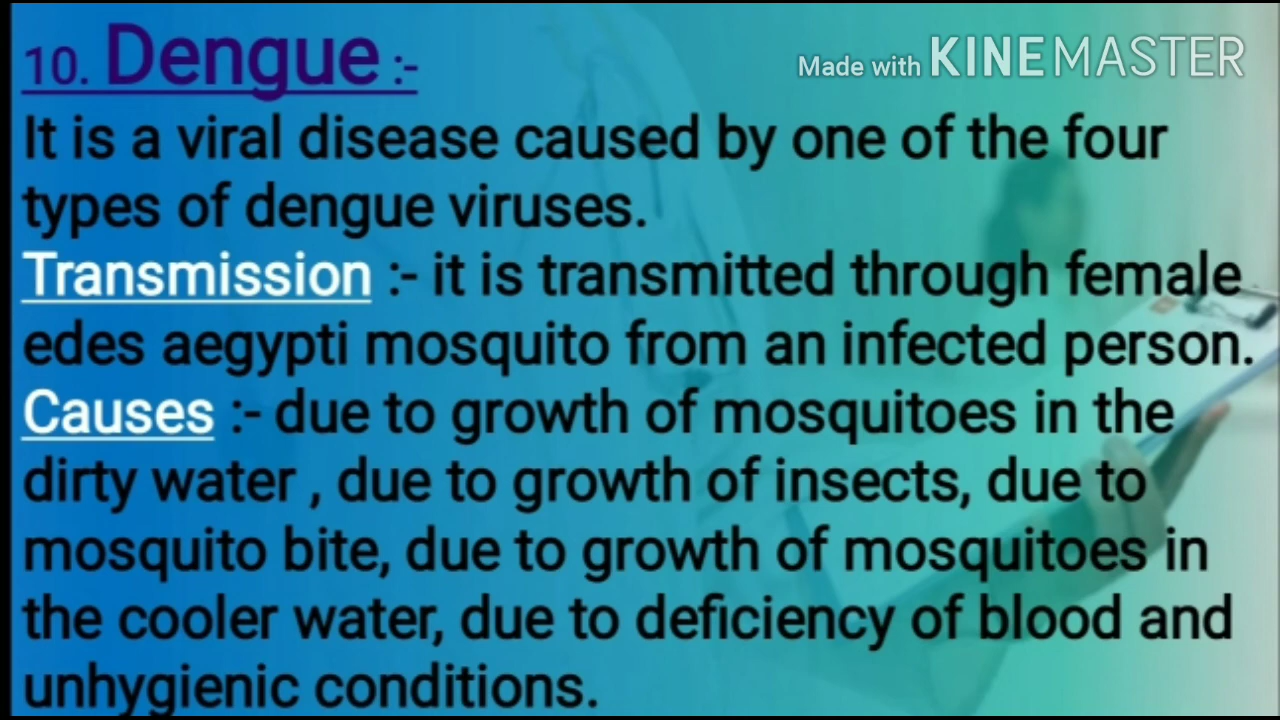 10. Dengue :-
Made with KINEMASTER
It is a viral disease caused by one of the four
types of dengue viruses.
Transmission :- it is transmitted through female
edes aegypti mosquito from an infected person.
Causes :- due to growth of mosquitoes in the
dirty water , due to growth of insects, due to
mosquito bite, due to growth of mosquitoes in
the cooler water, due to deficiency of blood and
unhygienic conditions.